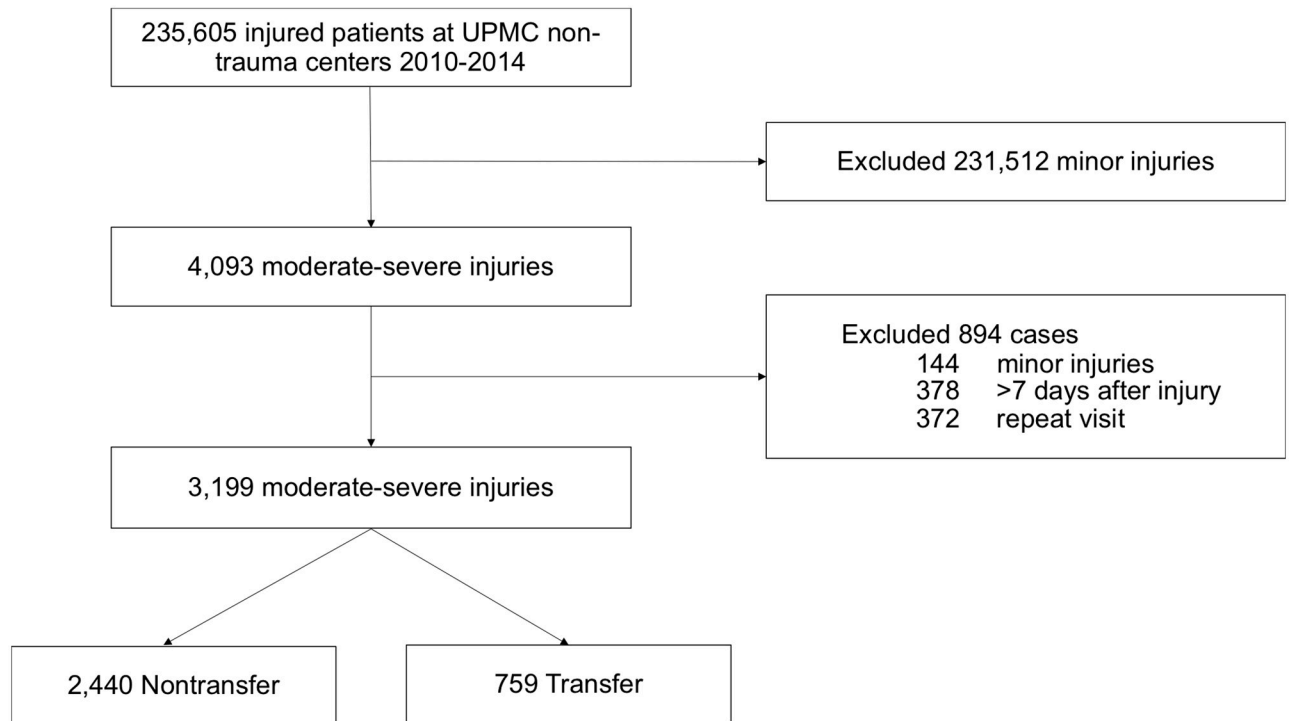 235,605 injured patients at UPMC non-
trauma centers 2010-2014
Excluded 231,512 minor injuries
4,093 moderate-severe injuries
Excluded 894 cases
144 minor injuries
378 >7 days after injury
372 repeat visit
3,199 moderate-severe injuries
2,440 Nontransfer
759 Transfer